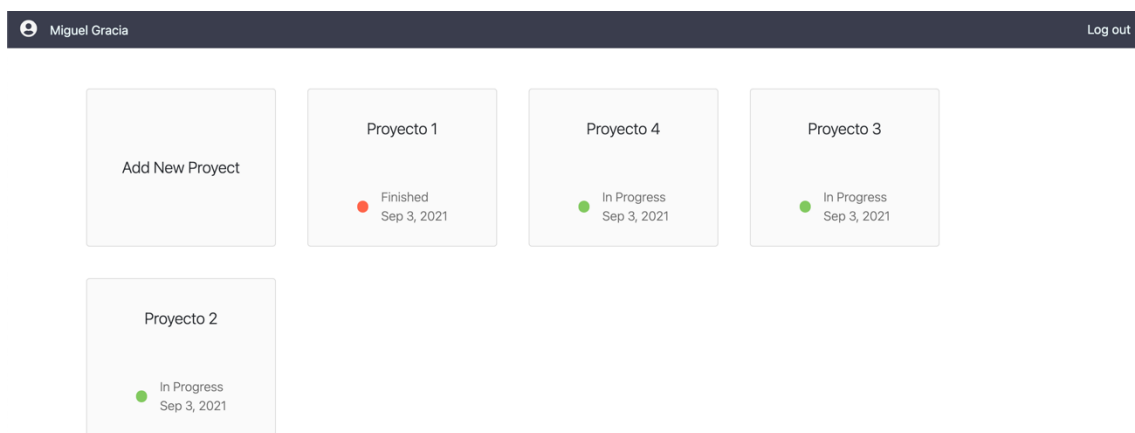 Miguel Gracia
Log out
Add New Proyect
Proyecto 1
Finished
Sep 3, 2021
Proyecto 4
In Progress
Sep 3, 2021
Proyecto 3
In Progress
Sep 3, 2021
Proyecto 2
In Progress
Sep 3, 2021